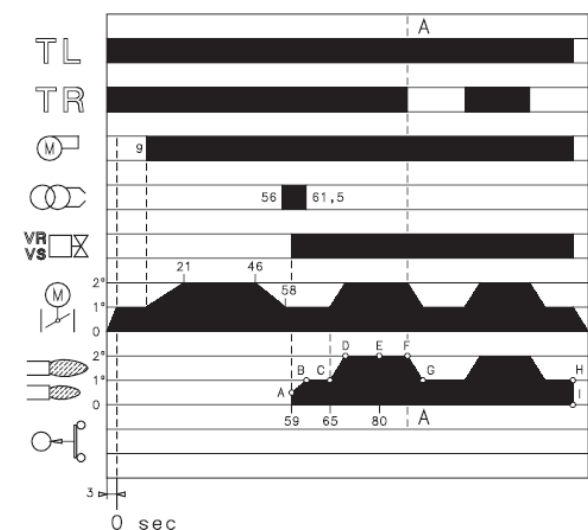 A
TL
TR
M
9
56 61,5
VR
VS
21 46
58
M
2°
1°
0
D E F
2°
B C G H
1°
A I
0
59 65 80 A
3
0 sec